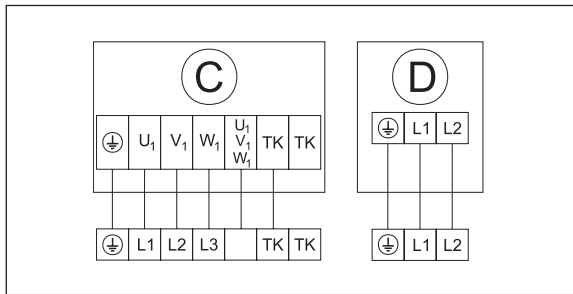 C
D
⏚ U₁ V₁ W₁ U₁ V₁ W₁ TK TK
⏚ L1 L2
⏚ L1 L2 L3 TK TK
⏚ L1 L2